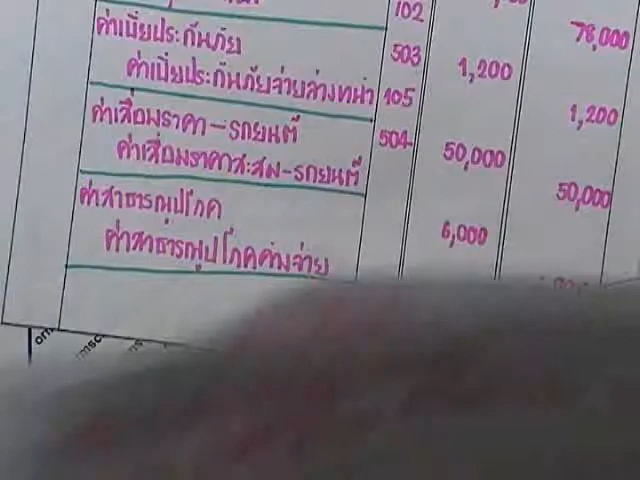 102
78,000
ค่าเบี้ยประกันภัย 503 1,200
ค่าเบี้ยประกันภัยจ่ายล่วงหน้า 105 1,200
ค่าเสื่อมราคา-รถยนต์ 504 50,000
ค่าเสื่อมราคาสะสม-รถยนต์ 50,000
ค่าสาธารณูปโภค 6,000
ค่าสาธารณูปโภคค้างจ่าย